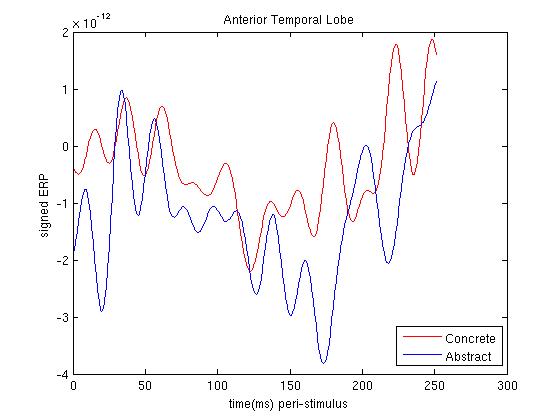 Anterior Temporal Lobe
2 × 10⁻¹²
1
0
-1
-2
-3
-4
signed ERP
0 50 100 150 200 250 300
time(ms) peri-stimulus
Concrete
Abstract